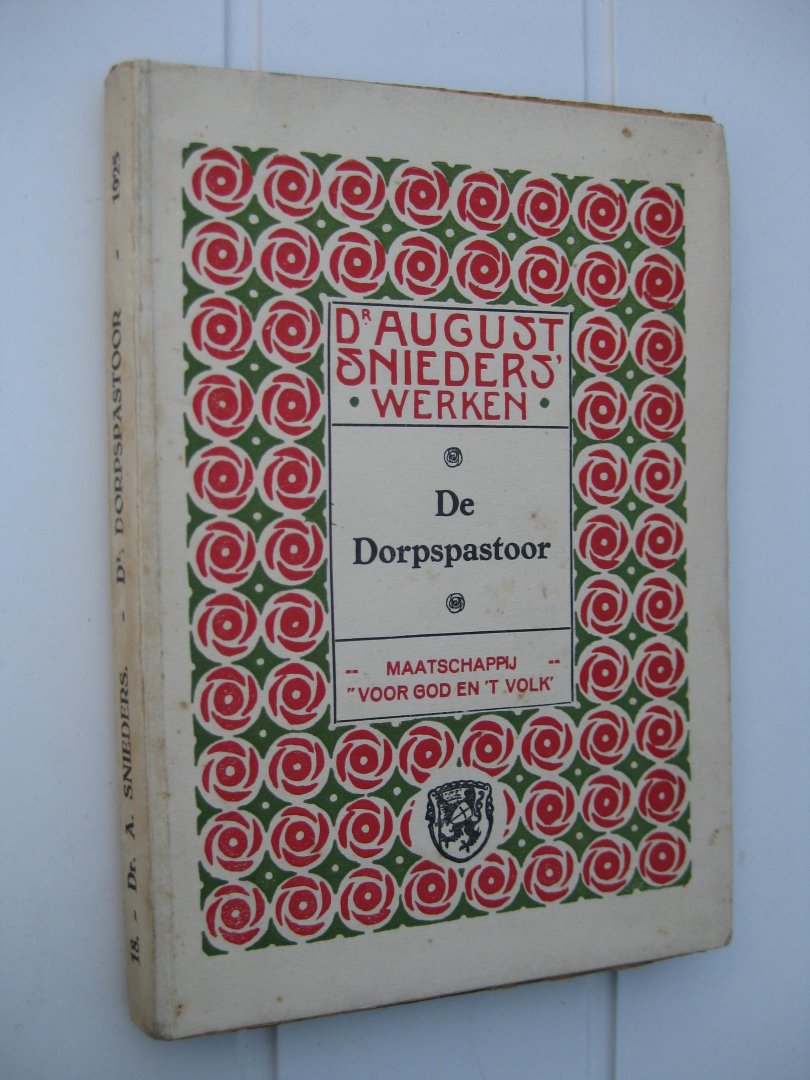 DR. AUGUST
SNIEDERS'
· WERKEN ·
De
Dorpspastoor
-- MAATSCHAPPIJ --
"VOOR GOD EN 'T VOLK"
18. - Dr. A. SNIEDERS. - Dr. DORPSPASTOOR - 1925